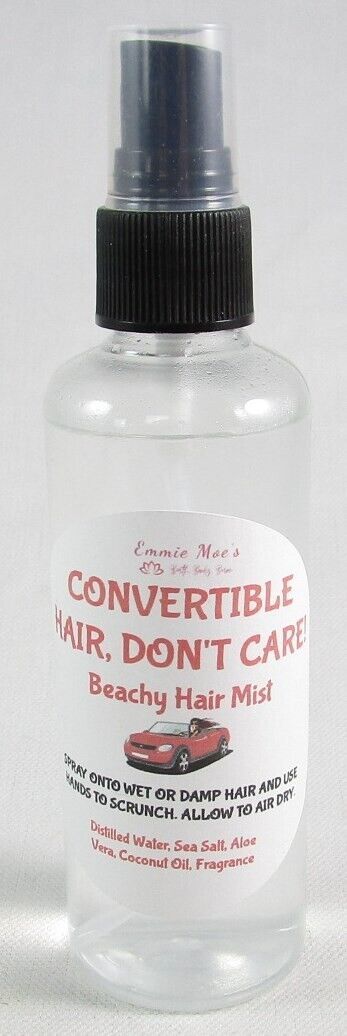 Emmie Moe's
CONVERTIBLE
HAIR, DON'T CARE!
Beachy Hair Mist
SPRAY ONTO WET OR DAMP HAIR AND USE
HANDS TO SCRUNCH. ALLOW TO AIR DRY.
Distilled Water, Sea Salt, Aloe
Vera, Coconut Oil, Fragrance